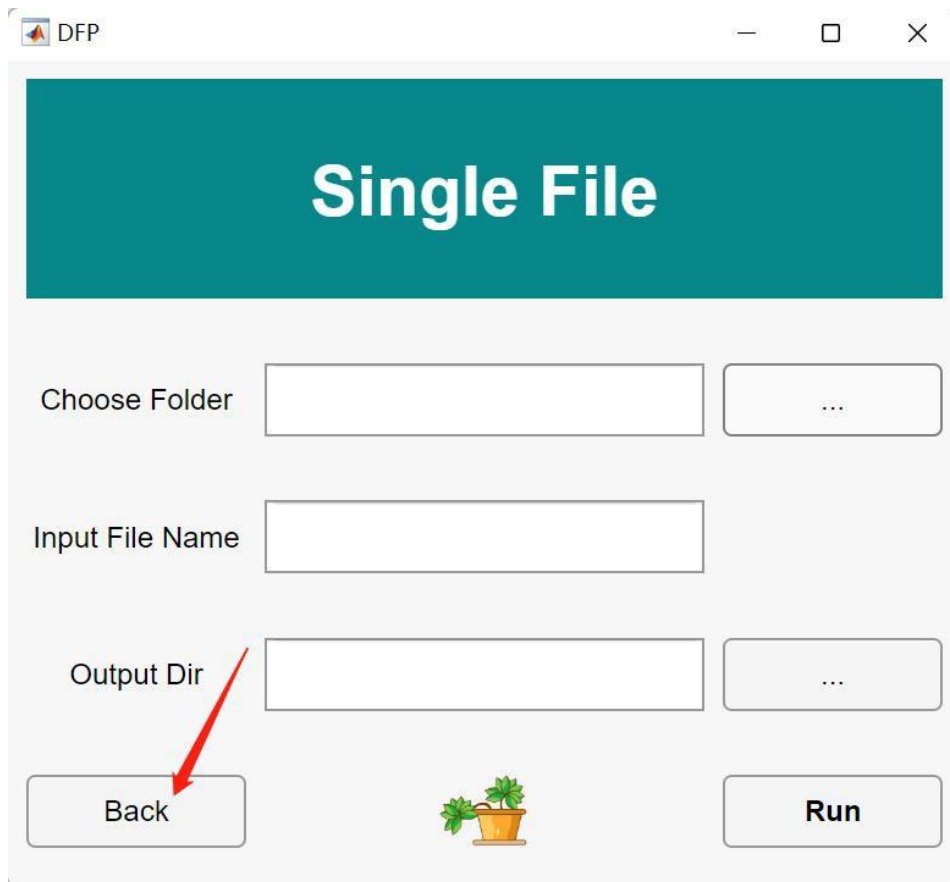 DFP
Single File
Choose Folder
...
Input File Name
Output Dir
...
Back
Run